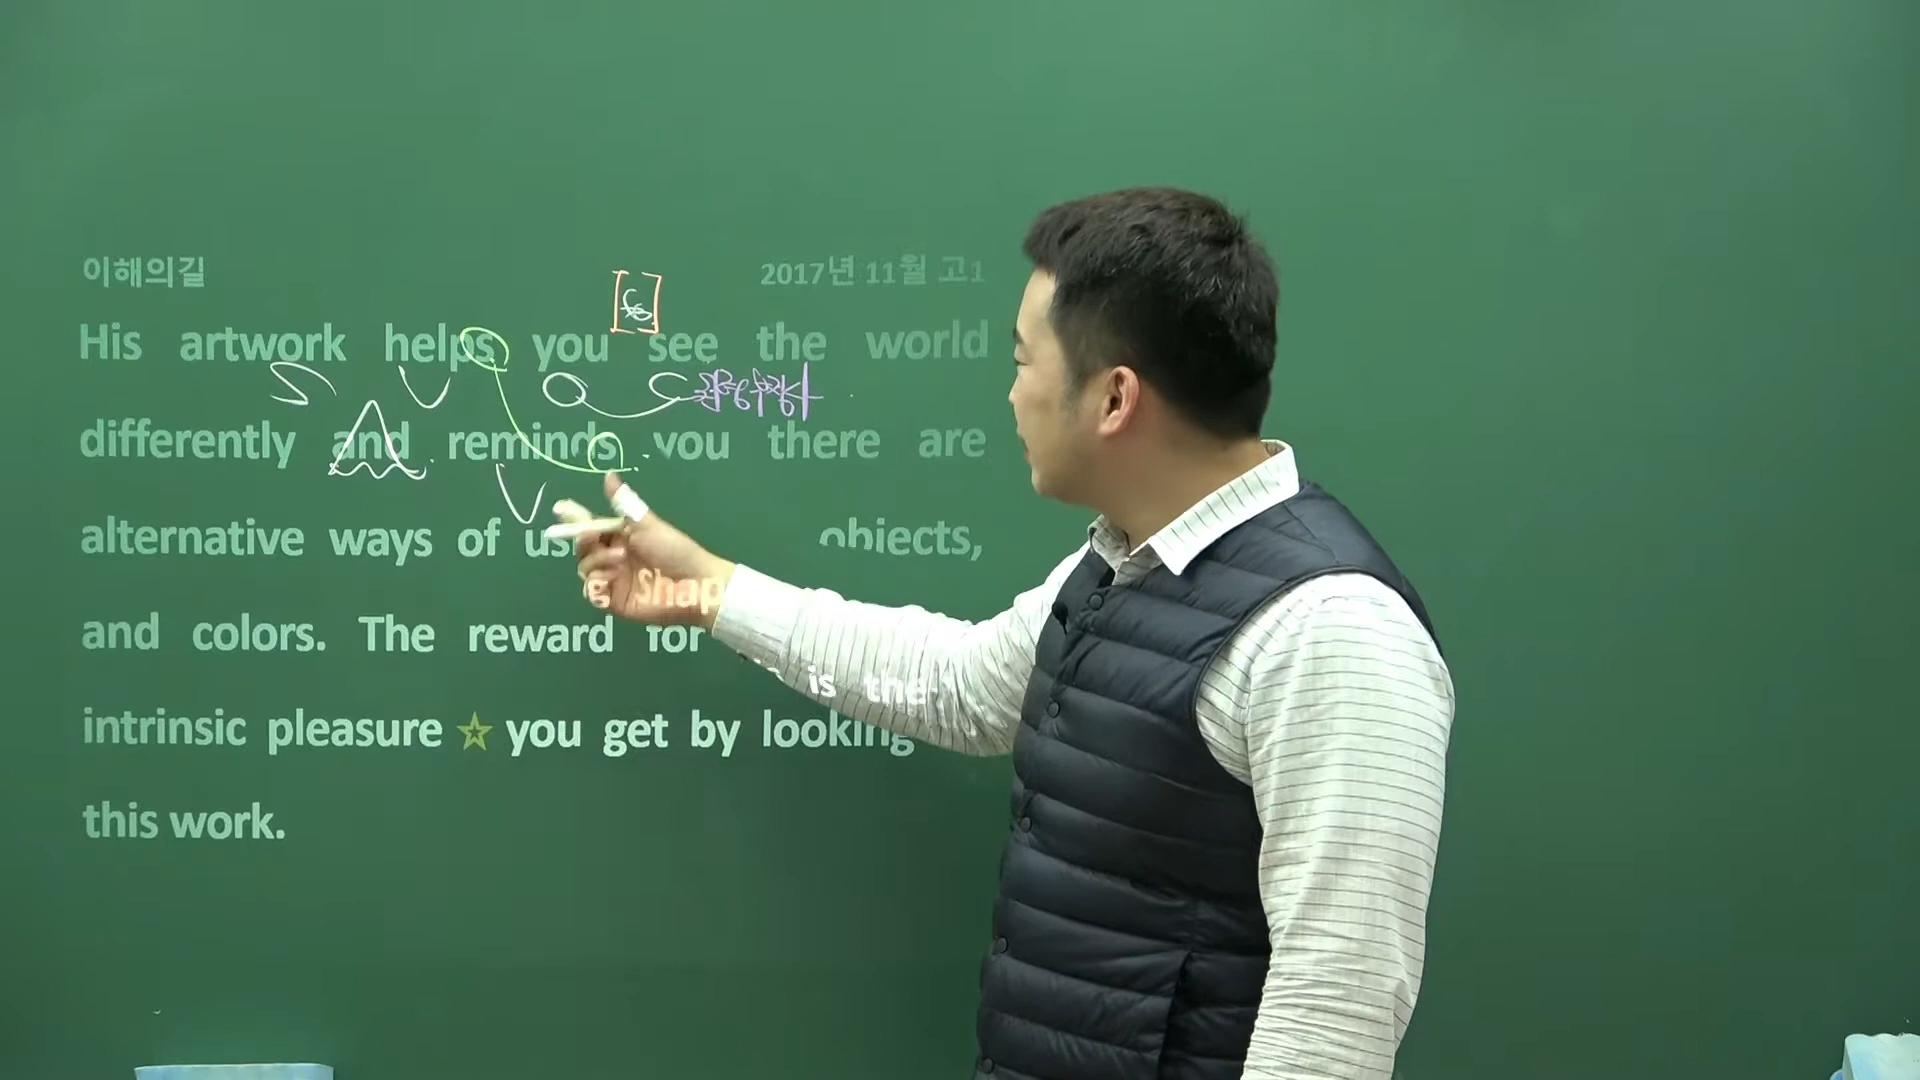 이해의길 2017년 11월 고1
[to]
His artwork helps you see the world
S V O C
differently and reminds you there are
V
alternative ways of objects,
and colors. The reward for is the
intrinsic pleasure ☆ you get by looking
this work.